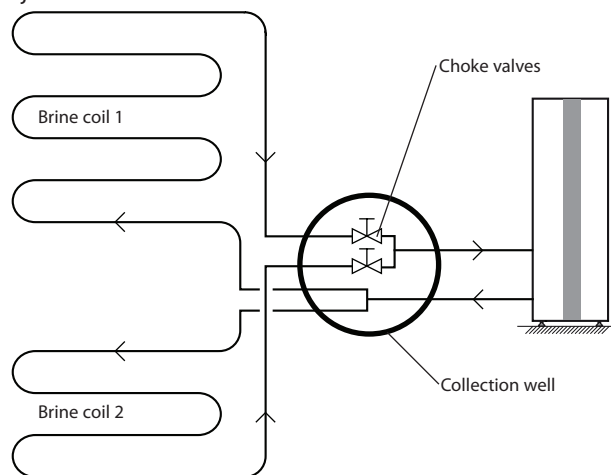 Choke valves
Brine coil 1
Collection well
Brine coil 2